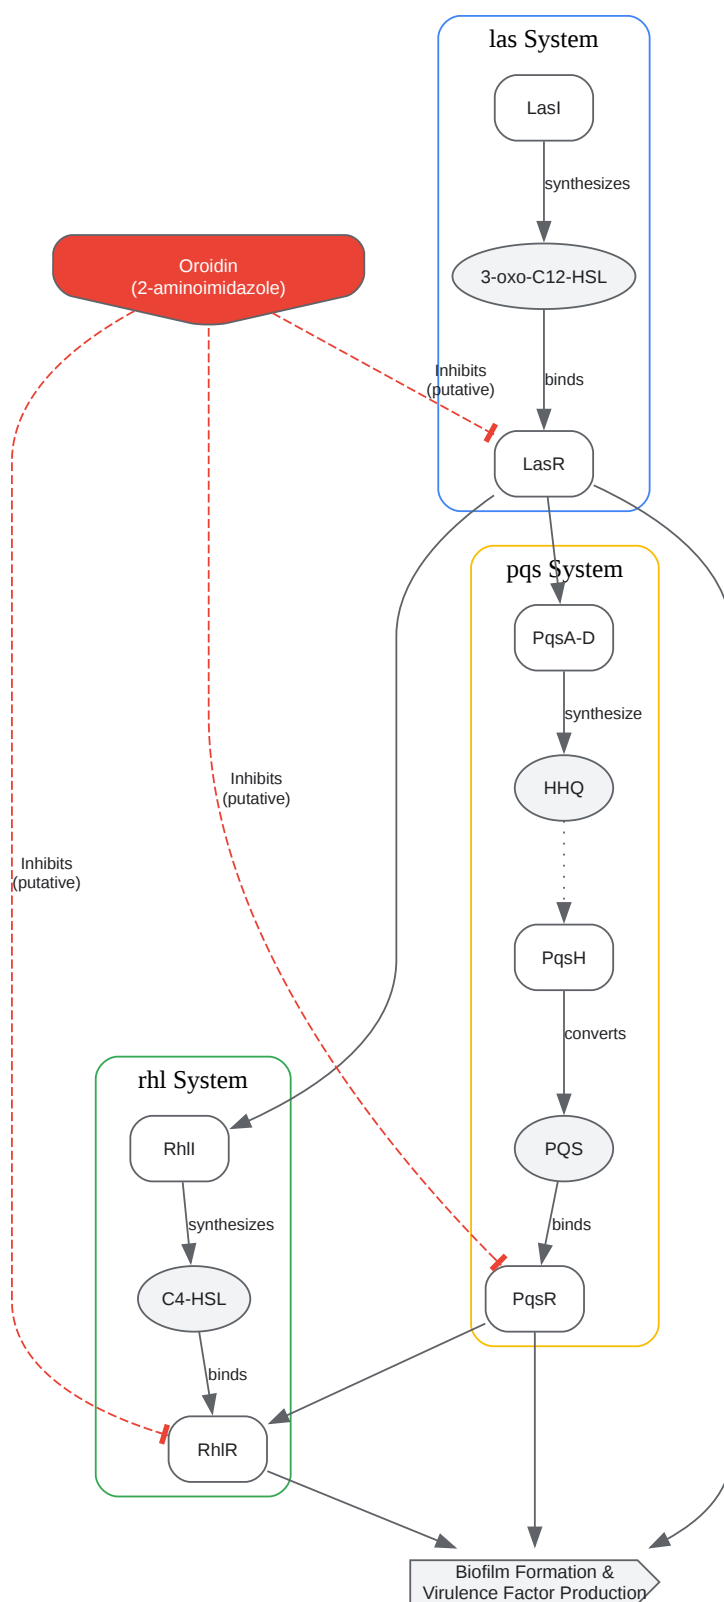 las System
LasI
synthesizes
Oroidin
(2-aminoimidazole)
3-oxo-C12-HSL
Inhibits
(putative)
binds
LasR
pqs System
PqsA-D
synthesize
HHQ
Inhibits
(putative)
Inhibits
(putative)
PqsH
converts
rhl System
RhlI
PQS
synthesizes
binds
C4-HSL
PqsR
binds
RhlR
Biofilm Formation &
Virulence Factor Production